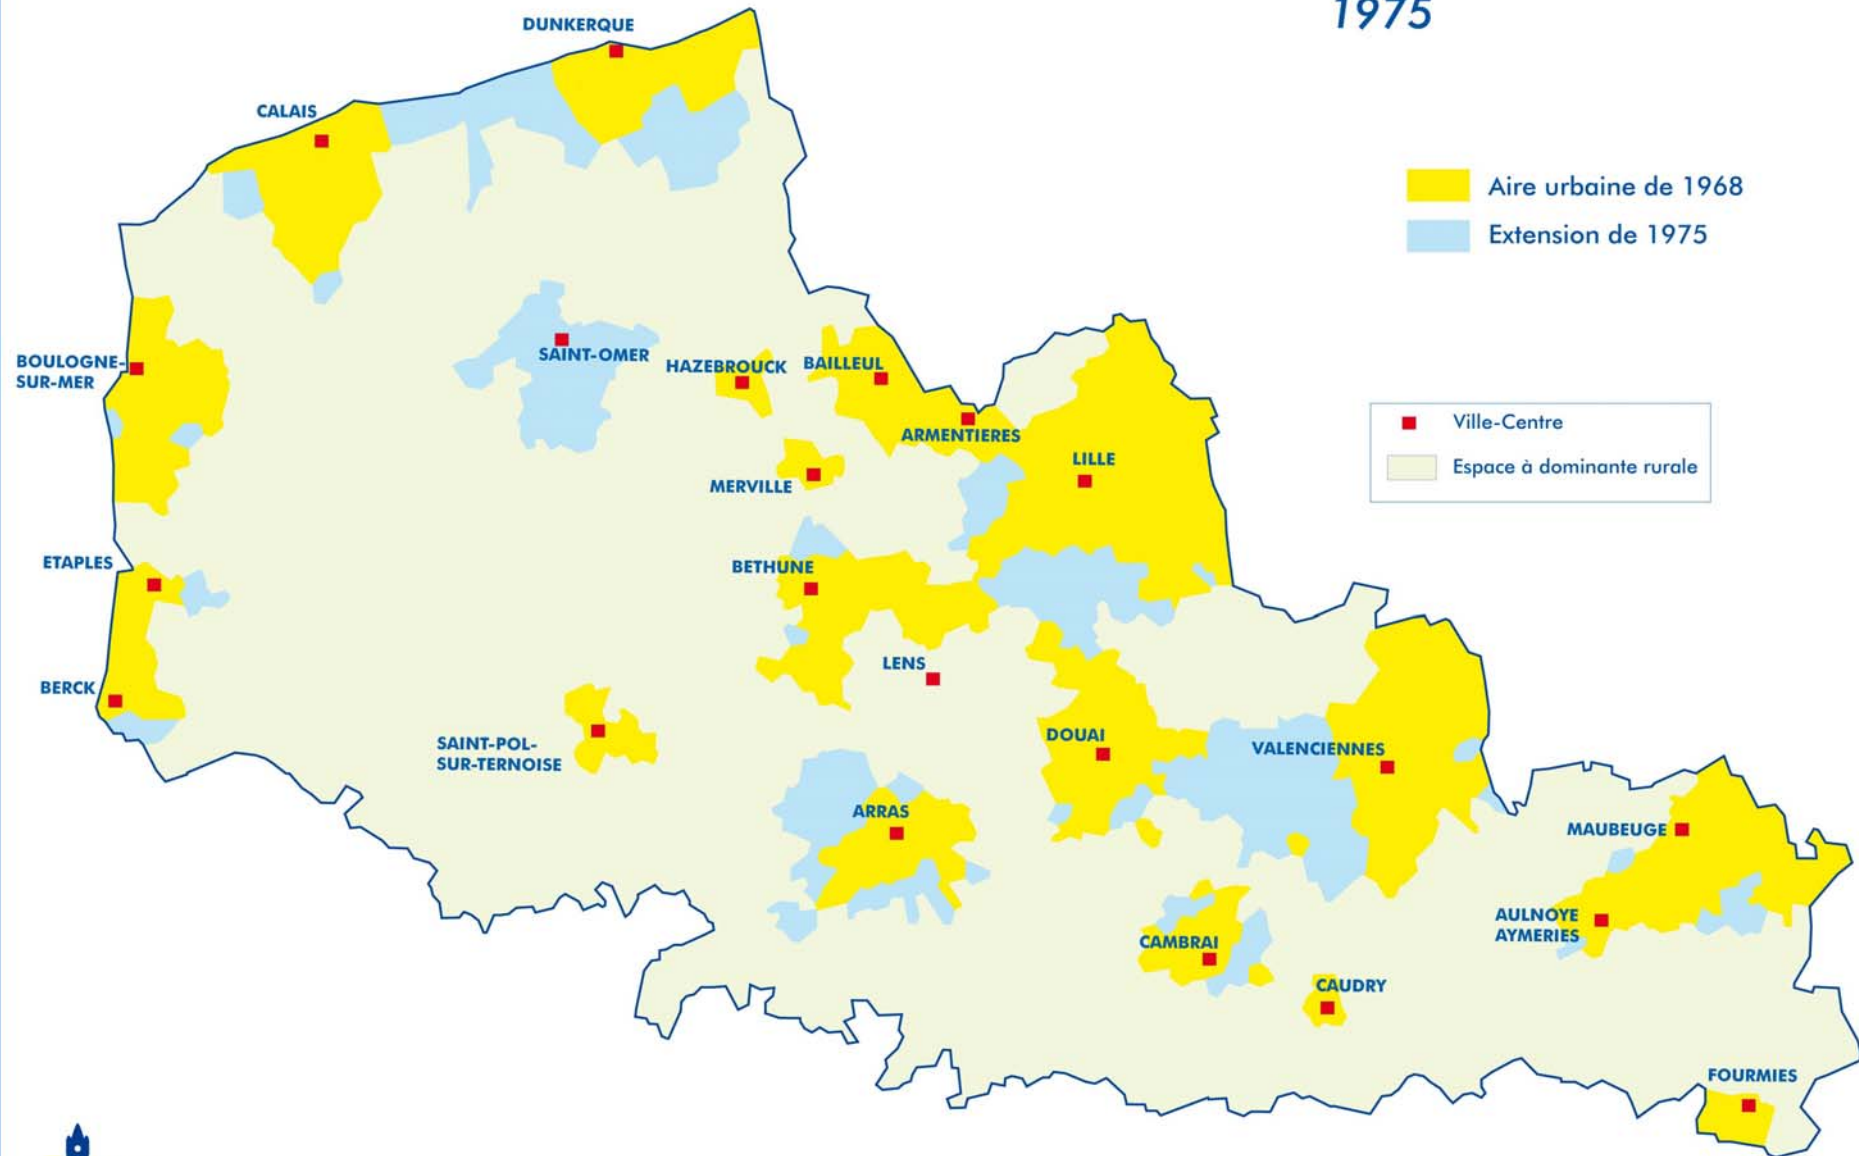 1975
DUNKERQUE
CALAIS
Aire urbaine de 1968
Extension de 1975
BOULOGNE-
SUR-MER
SAINT-OMER
HAZEBROUCK
BAILLEUL
ARMENTIERES
Ville-Centre
LILLE
Espace à dominante rurale
MERVILLE
ETAPLES
BETHUNE
LENS
BERCK
SAINT-POL-
SUR-TERNOISE
DOUAI
VALENCIENNES
ARRAS
MAUBEUGE
AULNOYE
AYMERIES
CAMBRAI
CAUDRY
FOURMIES